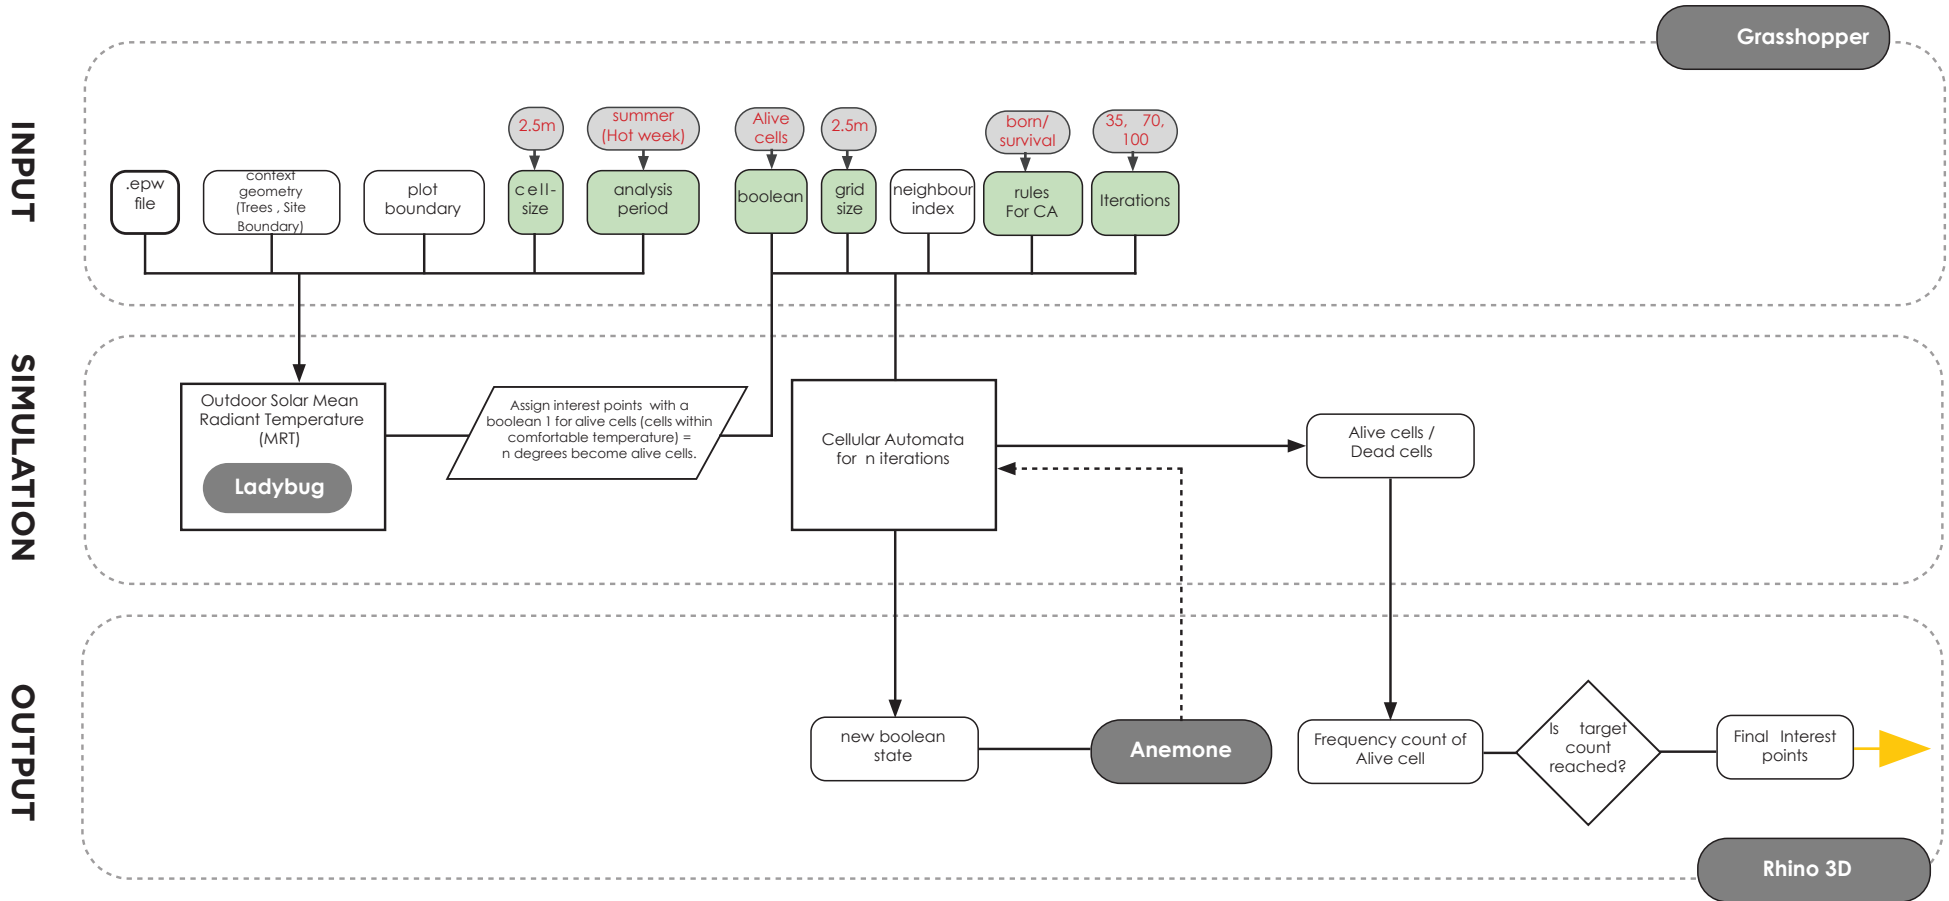 Grasshopper
INPUT
2.5m
summer
(Hot week)
Alive
cells
2.5m
born/
survival
35, 70,
100
.epw
file
context
geometry
(Trees , Site
Boundary)
plot
boundary
cell-
size
analysis
period
boolean
grid
size
neighbour
index
rules
For CA
Iterations
SIMULATION
Outdoor Solar Mean
Radiant Temperature
(MRT)
Ladybug
Assign interest points with a
boolean 1 for alive cells (cells within
comfortable temperature) =
n degrees become alive cells.
Cellular Automata
for n iterations
Alive cells /
Dead cells
OUTPUT
new boolean
state
Anemone
Frequency count of
Alive cell
Is target
count
reached?
Final Interest
points
Rhino 3D